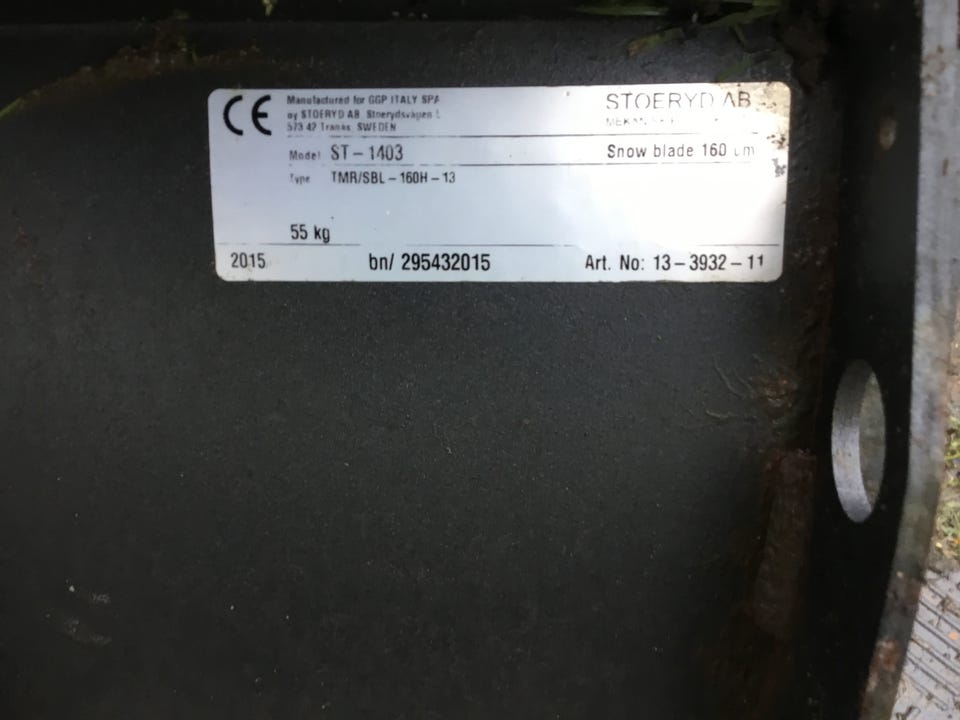 CE
Manufactured for GGP ITALY SPA
by STOERYD AB. Stoerydsvägen
573 42 Tranås. SWEDEN
STOERYD AB
Model ST-1403
Snow blade 160 cm
Type TMR/SBL-160H-13
55 kg
2015 bn/ 295432015 Art. No: 13-3932-11